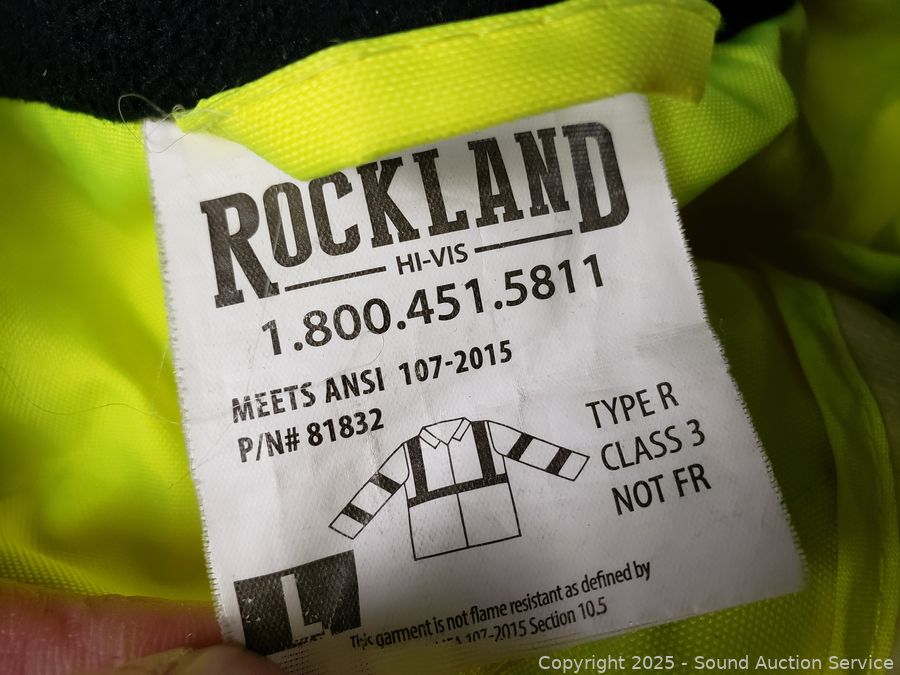 ROCKLAND
HI-VIS
1.800.451.5811
MEETS ANSI 107-2015
P/N# 81832
TYPE R
CLASS 3
NOT FR
L
This garment is not flame resistant as defined by
107-2015 Section 10.5
Copyright 2025 - Sound Auction Service